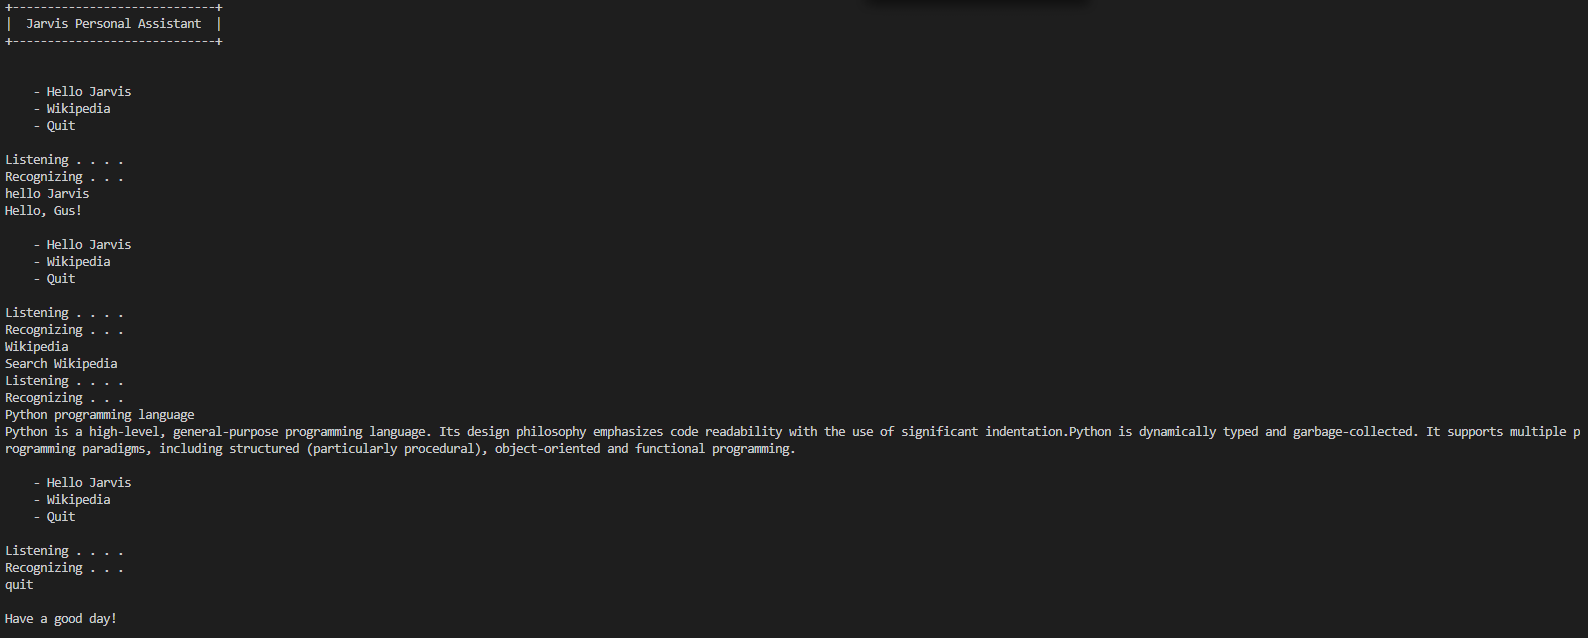 +-----------------------------+
|  Jarvis Personal Assistant  |
+-----------------------------+
- Hello Jarvis
- Wikipedia
- Quit
Listening . . . .
Recognizing . . .
hello Jarvis
Hello, Gus!
- Hello Jarvis
- Wikipedia
- Quit
Listening . . . .
Recognizing . . .
Wikipedia
Search Wikipedia
Listening . . . .
Recognizing . . .
Python programming language
Python is a high-level, general-purpose programming language. Its design philosophy emphasizes code readability with the use of significant indentation.Python is dynamically typed and garbage-collected. It supports multiple p
rogramming paradigms, including structured (particularly procedural), object-oriented and functional programming.
- Hello Jarvis
- Wikipedia
- Quit
Listening . . . .
Recognizing . . .
quit
Have a good day!